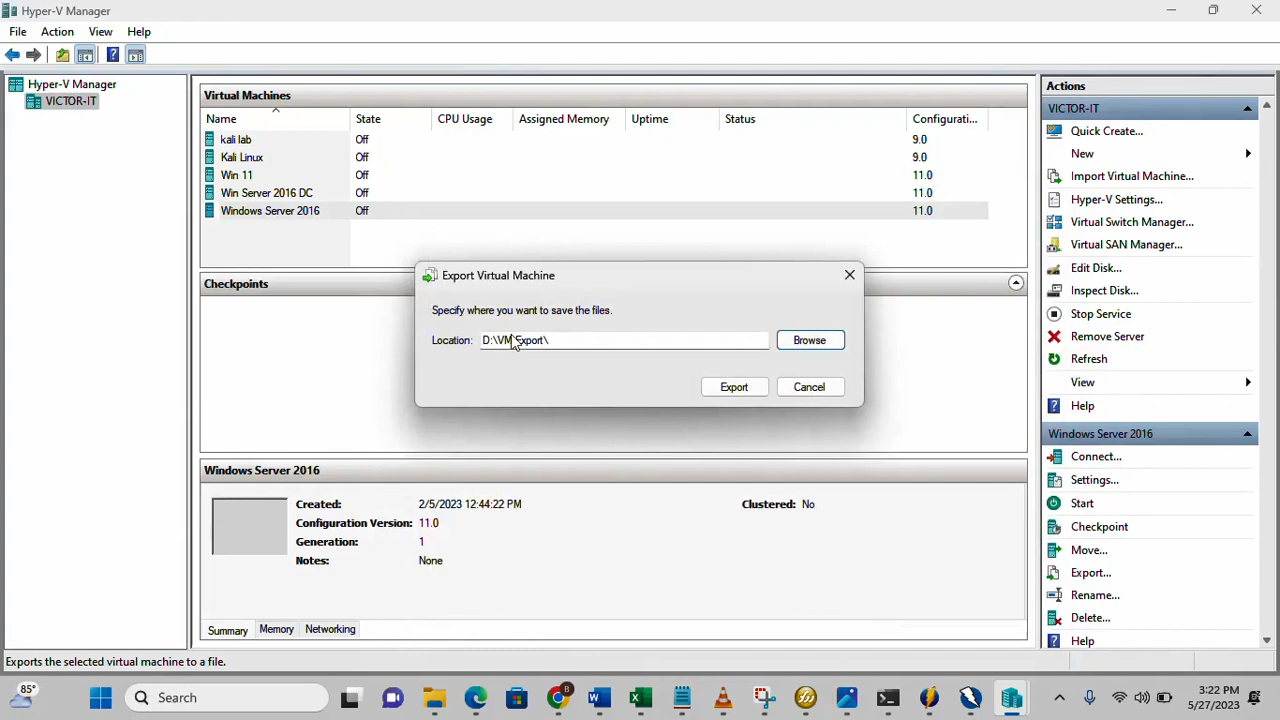 Hyper-V Manager
File Action View Help
Hyper-V Manager
VICTOR-IT
Virtual Machines
Name State CPU Usage Assigned Memory Uptime Status Configurati...
kali lab Off 9.0
Kali Linux Off 9.0
Win 11 Off 11.0
Win Server 2016 DC Off 11.0
Windows Server 2016 Off 11.0
Checkpoints
Export Virtual Machine
Specify where you want to save the files.
Location: D:\VM Export\ Browse
Export Cancel
Windows Server 2016
Created: 2/5/2023 12:44:22 PM Clustered: No
Configuration Version: 11.0
Generation: 1
Notes: None
Summary Memory Networking
Actions
VICTOR-IT
Quick Create...
New
Import Virtual Machine...
Hyper-V Settings...
Virtual Switch Manager...
Virtual SAN Manager...
Edit Disk...
Inspect Disk...
Stop Service
Remove Server
Refresh
View
Help
Windows Server 2016
Connect...
Settings...
Start
Checkpoint
Move...
Export...
Rename...
Delete...
Help
Exports the selected virtual machine to a file.
85°
Search
8
3:22 PM
5/27/2023